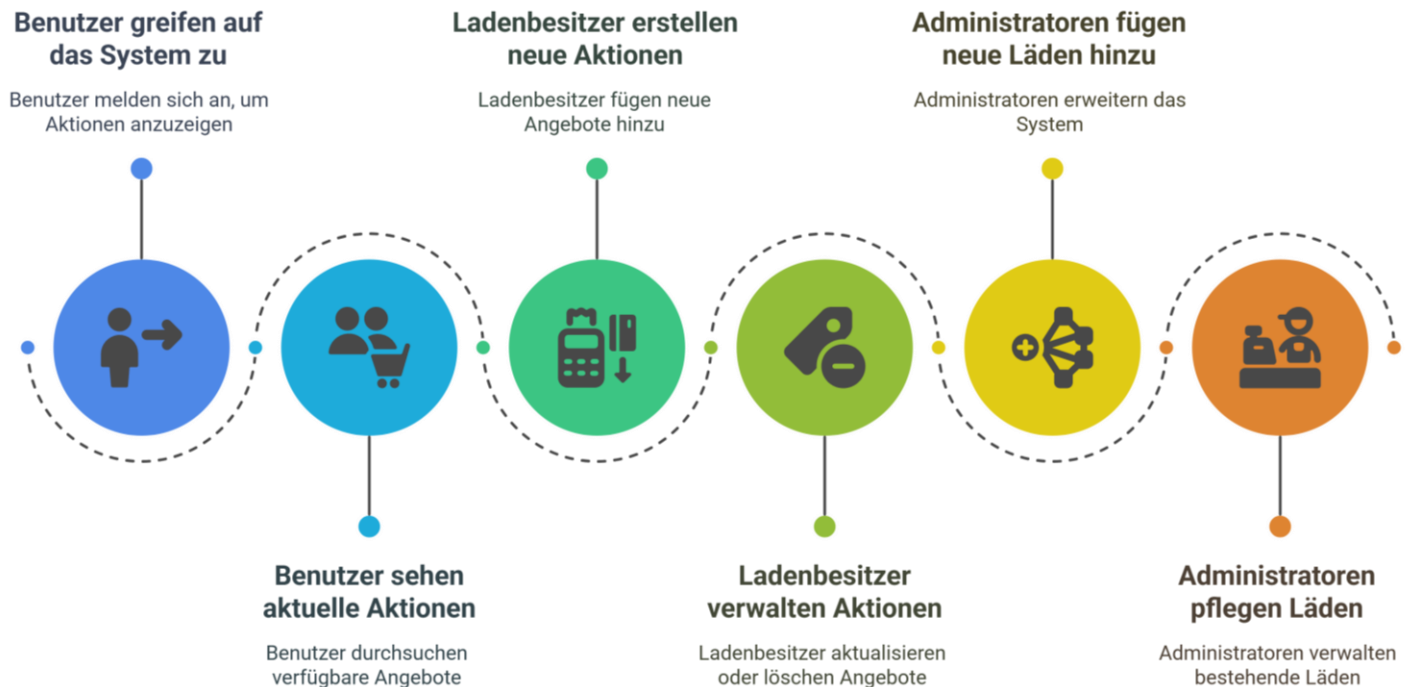 Benutzer greifen auf
das System zu
Benutzer melden sich an, um
Aktionen anzuzeigen
Benutzer sehen
aktuelle Aktionen
Benutzer durchsuchen
verfügbare Angebote
Ladenbesitzer erstellen
neue Aktionen
Ladenbesitzer fügen neue
Angebote hinzu
Ladenbesitzer
verwalten Aktionen
Ladenbesitzer aktualisieren
oder löschen Angebote
Administratoren fügen
neue Läden hinzu
Administratoren erweitern das
System
Administratoren
pflegen Läden
Administratoren verwalten
bestehende Läden